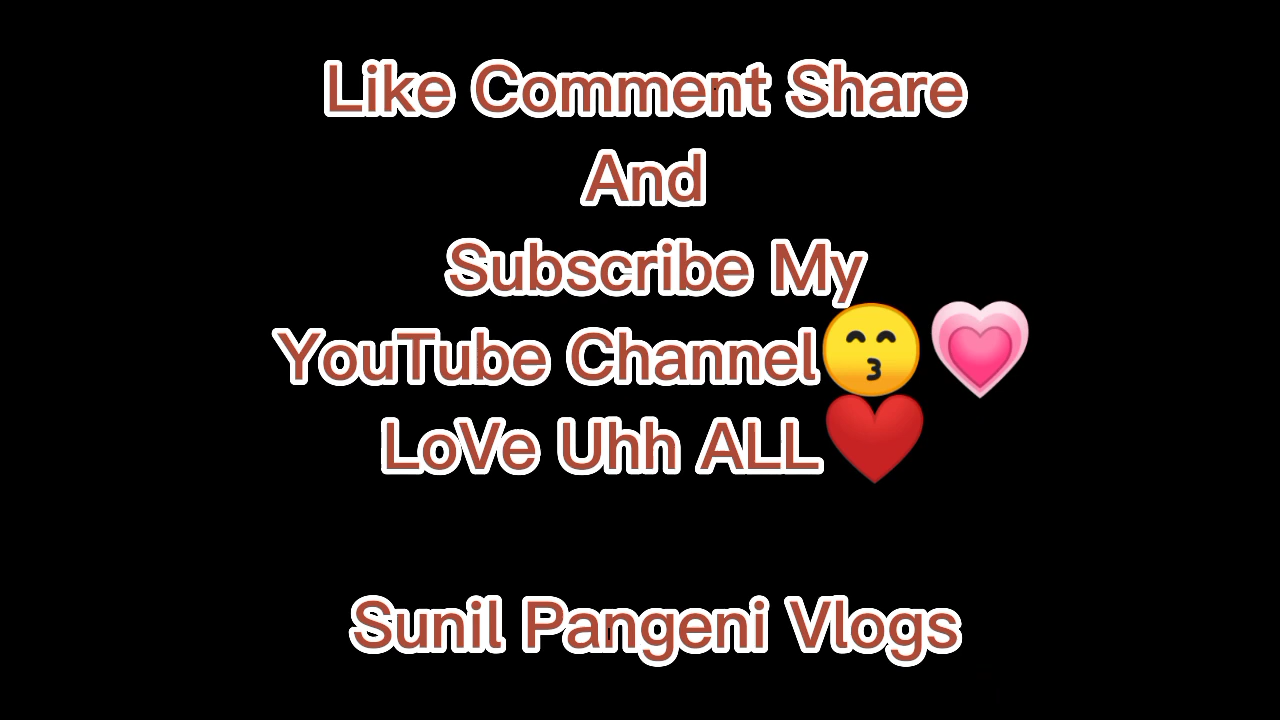 Like Comment Share
And
Subscribe My
YouTube Channel😙💗
LoVe Uhh ALL❤️
Sunil Pangeni Vlogs